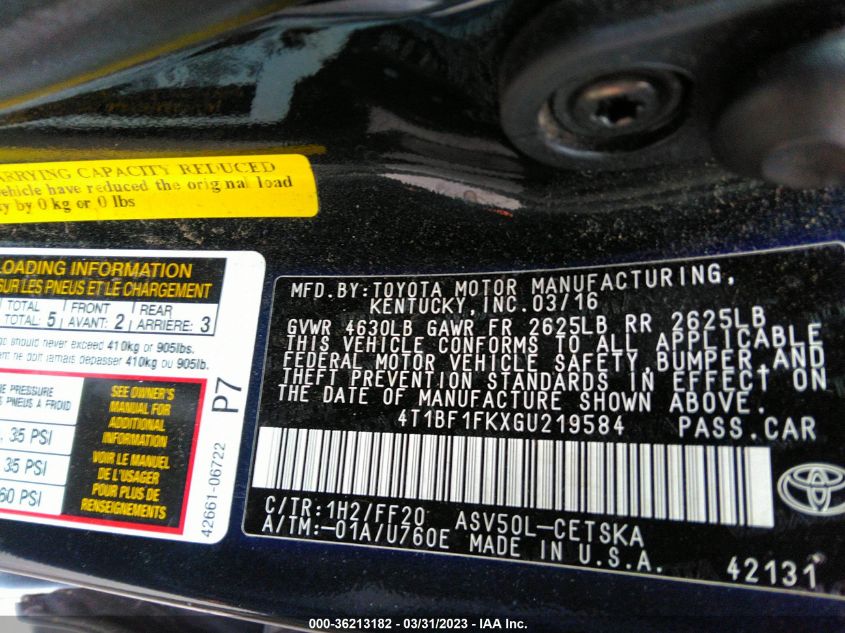 ARRYING CAPACITY REDUCED
vehicle have reduced the original load
ty by 0 kg or 0 lbs
LOADING INFORMATION
SUR LES PNEUS ET LE CHARGEMENT
TOTAL FRONT REAR
TOTAL: 5 AVANT: 2 ARRIÈRE: 3
should never exceed 410kg or 905lbs.
ne doit jamais dépasser 410kg ou 905lb.
RE PRESSURE
PNEUS A FROID
35 PSI
35 PSI
60 PSI
SEE OWNER'S
MANUAL FOR
ADDITIONAL
INFORMATION
VOIR LE MANUEL
DE L'USAGER
POUR PLUS DE
RENSEIGNEMENTS
P7
42661-06722
MFD.BY:TOYOTA MOTOR MANUFACTURING,
KENTUCKY,INC.03/16
GVWR 4630LB GAWR FR 2625LB RR 2625LB
THIS VEHICLE CONFORMS TO ALL APPLICABLE
FEDERAL MOTOR VEHICLE SAFETY,BUMPER,AND
THEFT PREVENTION STANDARDS IN EFFECT ON
THE DATE OF MANUFACTURE SHOWN ABOVE.
4T1BF1FKXGU219584 PASS.CAR
C/TR:1H2/FF20 ASV50L-CETSKA
A/TM:-01A/U760E MADE IN U.S.A.
42131
000-36213182 / 03/31/2023 / IAA Inc.